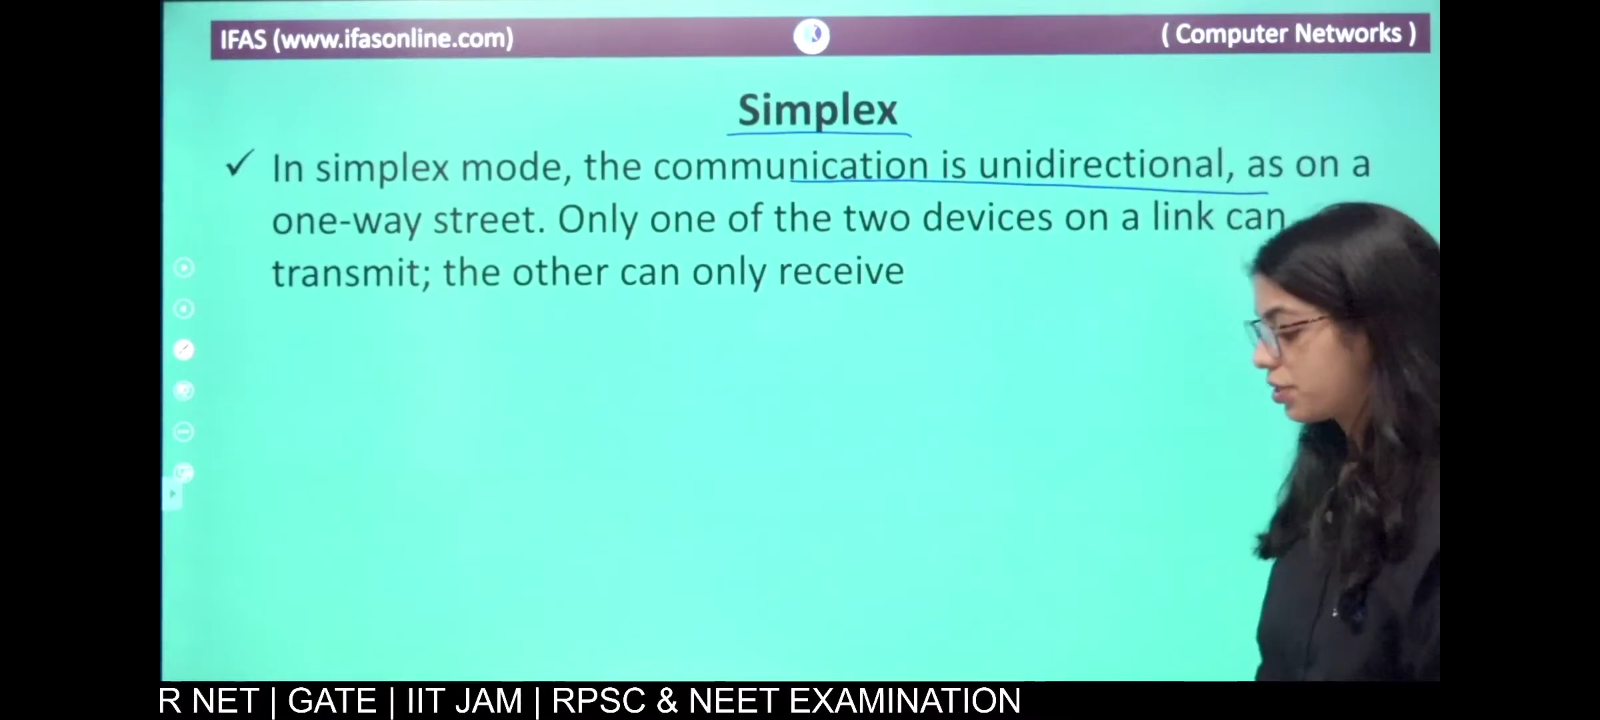 IFAS (www.ifasonline.com)
( Computer Networks )
Simplex
✓ In simplex mode, the communication is unidirectional, as on a
one-way street. Only one of the two devices on a link can
transmit; the other can only receive
R NET | GATE | IIT JAM | RPSC & NEET EXAMINATION